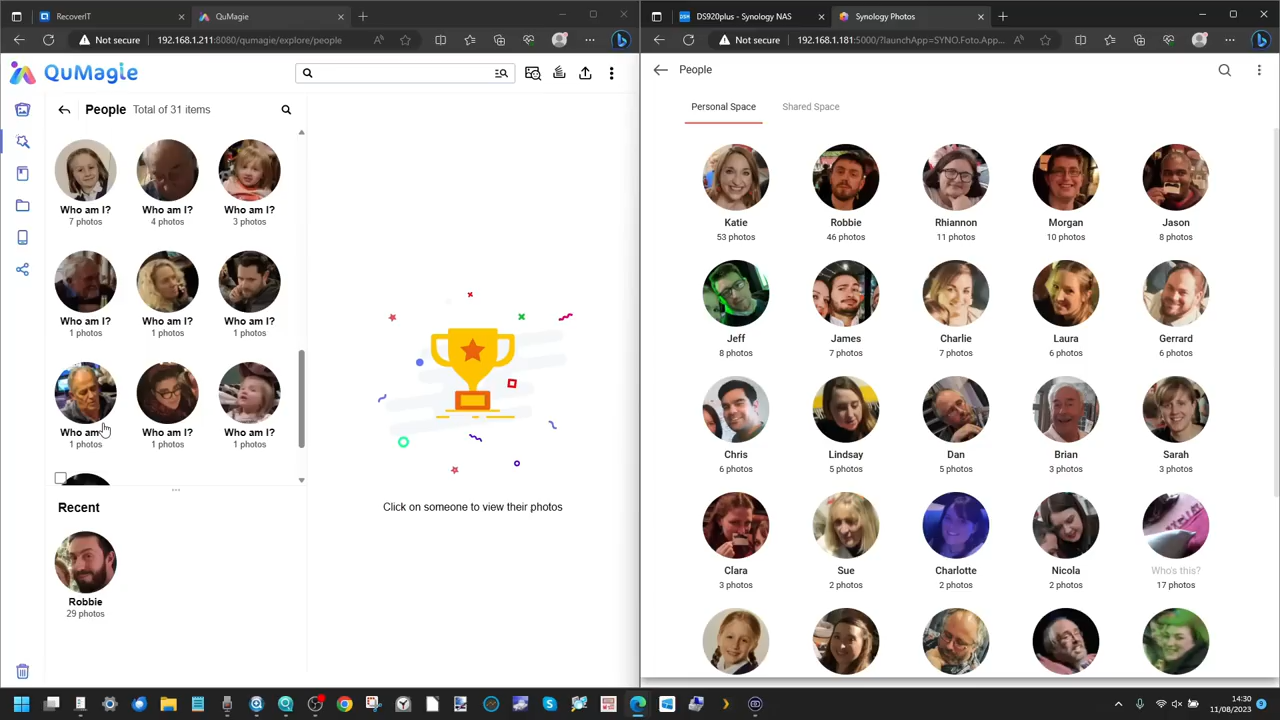 RecoverIT
QuMagie
Not secure 192.168.1.211:8080/qumagie/explore/people
QuMagie
People Total of 31 items
Who am I? Who am I? Who am I?
7 photos 4 photos 3 photos
Who am I? Who am I? Who am I?
1 photos 1 photos 1 photos
Who am Who am I? Who am I?
1 photos 1 photos 1 photos
Recent
Robbie
29 photos
Click on someone to view their photos
DS920plus - Synology NAS
Synology Photos
Not secure 192.168.1.181:5000/?launchApp=SYNO.Foto.App...
People
Personal Space Shared Space
Katie Robbie Rhiannon Morgan Jason
53 photos 46 photos 11 photos 10 photos 8 photos
Jeff James Charlie Laura Gerrard
8 photos 7 photos 7 photos 6 photos 6 photos
Chris Lindsay Dan Brian Sarah
6 photos 5 photos 5 photos 3 photos 3 photos
Clara Sue Charlotte Nicola Who's this?
3 photos 2 photos 2 photos 2 photos 17 photos
14:30
11/08/2023